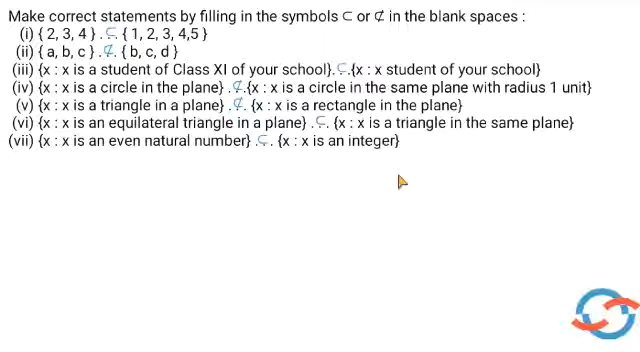 Make correct statements by filling in the symbols ⊂ or ⊄ in the blank spaces :
(i) { 2, 3, 4 } . ⊆ { 1, 2, 3, 4,5 }
(ii) { a, b, c } . ⊄. { b, c, d }
(iii) {x : x is a student of Class XI of your school}.⊆.{x : x student of your school}
(iv) {x : x is a circle in the plane} .⊄.{x : x is a circle in the same plane with radius 1 unit}
(v) {x : x is a triangle in a plane} .⊄. {x : x is a rectangle in the plane}
(vi) {x : x is an equilateral triangle in a plane} .⊆. {x : x is a triangle in the same plane}
(vii) {x : x is an even natural number} .⊆. {x : x is an integer}